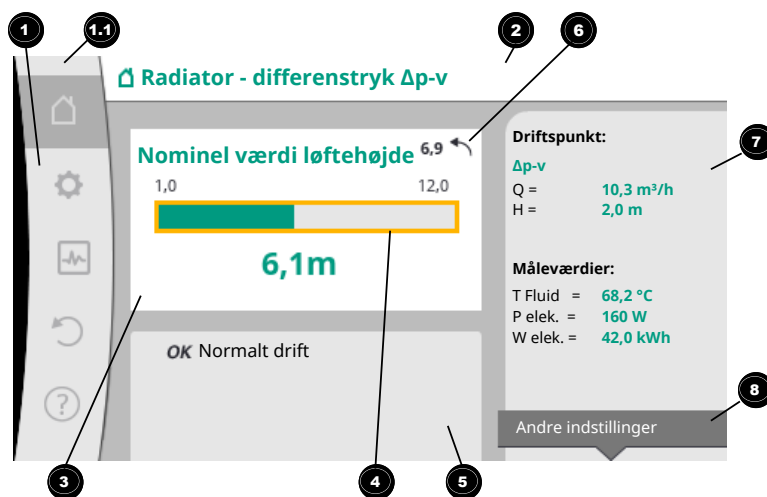 1
1.1
2
6
Radiator - differenstryk Δp-v
Nominel værdi løftehøjde 6,9
1,0 12,0
6,1m
OK Normalt drift
Driftspunkt:
Δp-v
Q = 10,3 m³/h
H = 2,0 m
7
Måleværdier:
T Fluid = 68,2 °C
P elek. = 160 W
W elek. = 42,0 kWh
8
Andre indstillinger
?
3
4
5